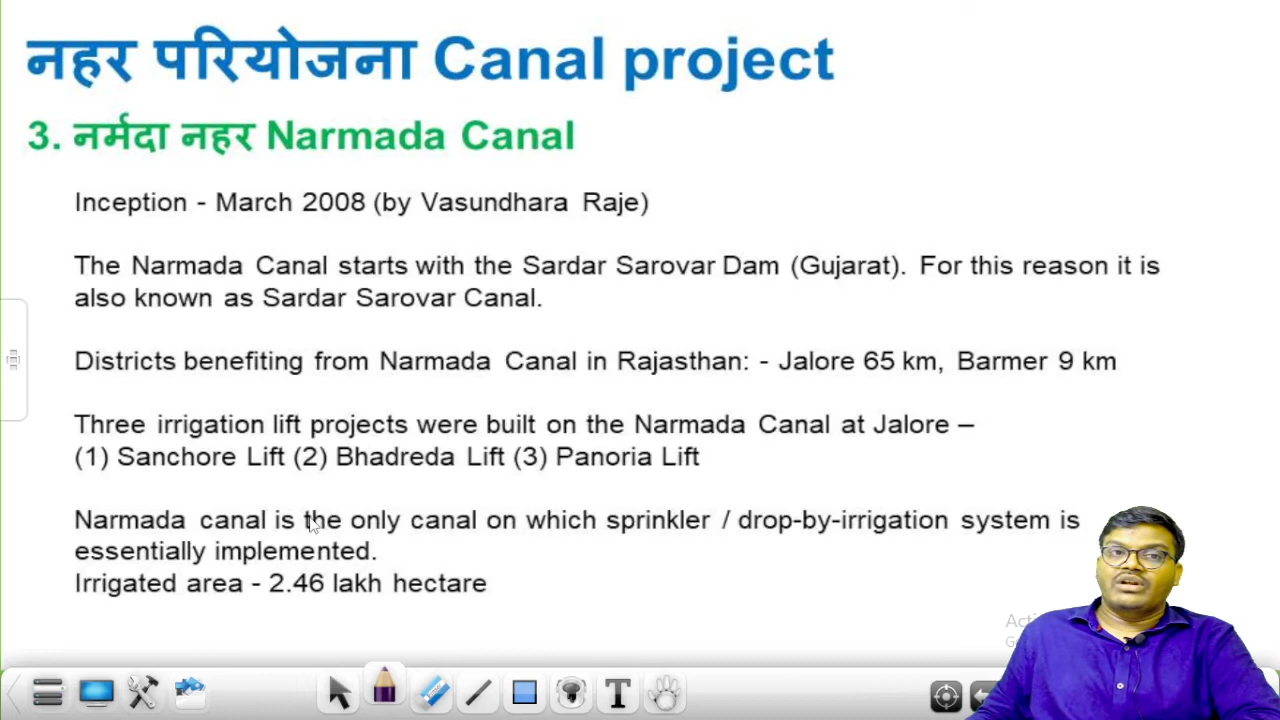 नहर परियोजना Canal project
3. नर्मदा नहर Narmada Canal
Inception - March 2008 (by Vasundhara Raje)
The Narmada Canal starts with the Sardar Sarovar Dam (Gujarat). For this reason it is
also known as Sardar Sarovar Canal.
Districts benefiting from Narmada Canal in Rajasthan: - Jalore 65 km, Barmer 9 km
Three irrigation lift projects were built on the Narmada Canal at Jalore –
(1) Sanchore Lift (2) Bhadreda Lift (3) Panoria Lift
Narmada canal is the only canal on which sprinkler / drop-by-irrigation system is
essentially implemented.
Irrigated area - 2.46 lakh hectare